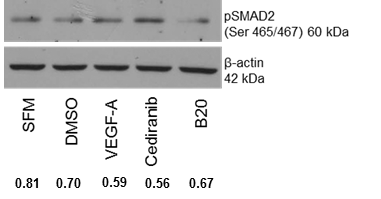 pSMAD2
(Ser 465/467) 60 kDa
β-actin
42 kDa
SFM
DMSO
VEGF-A
Cediranib
B20
0.81 0.70 0.59 0.56 0.67